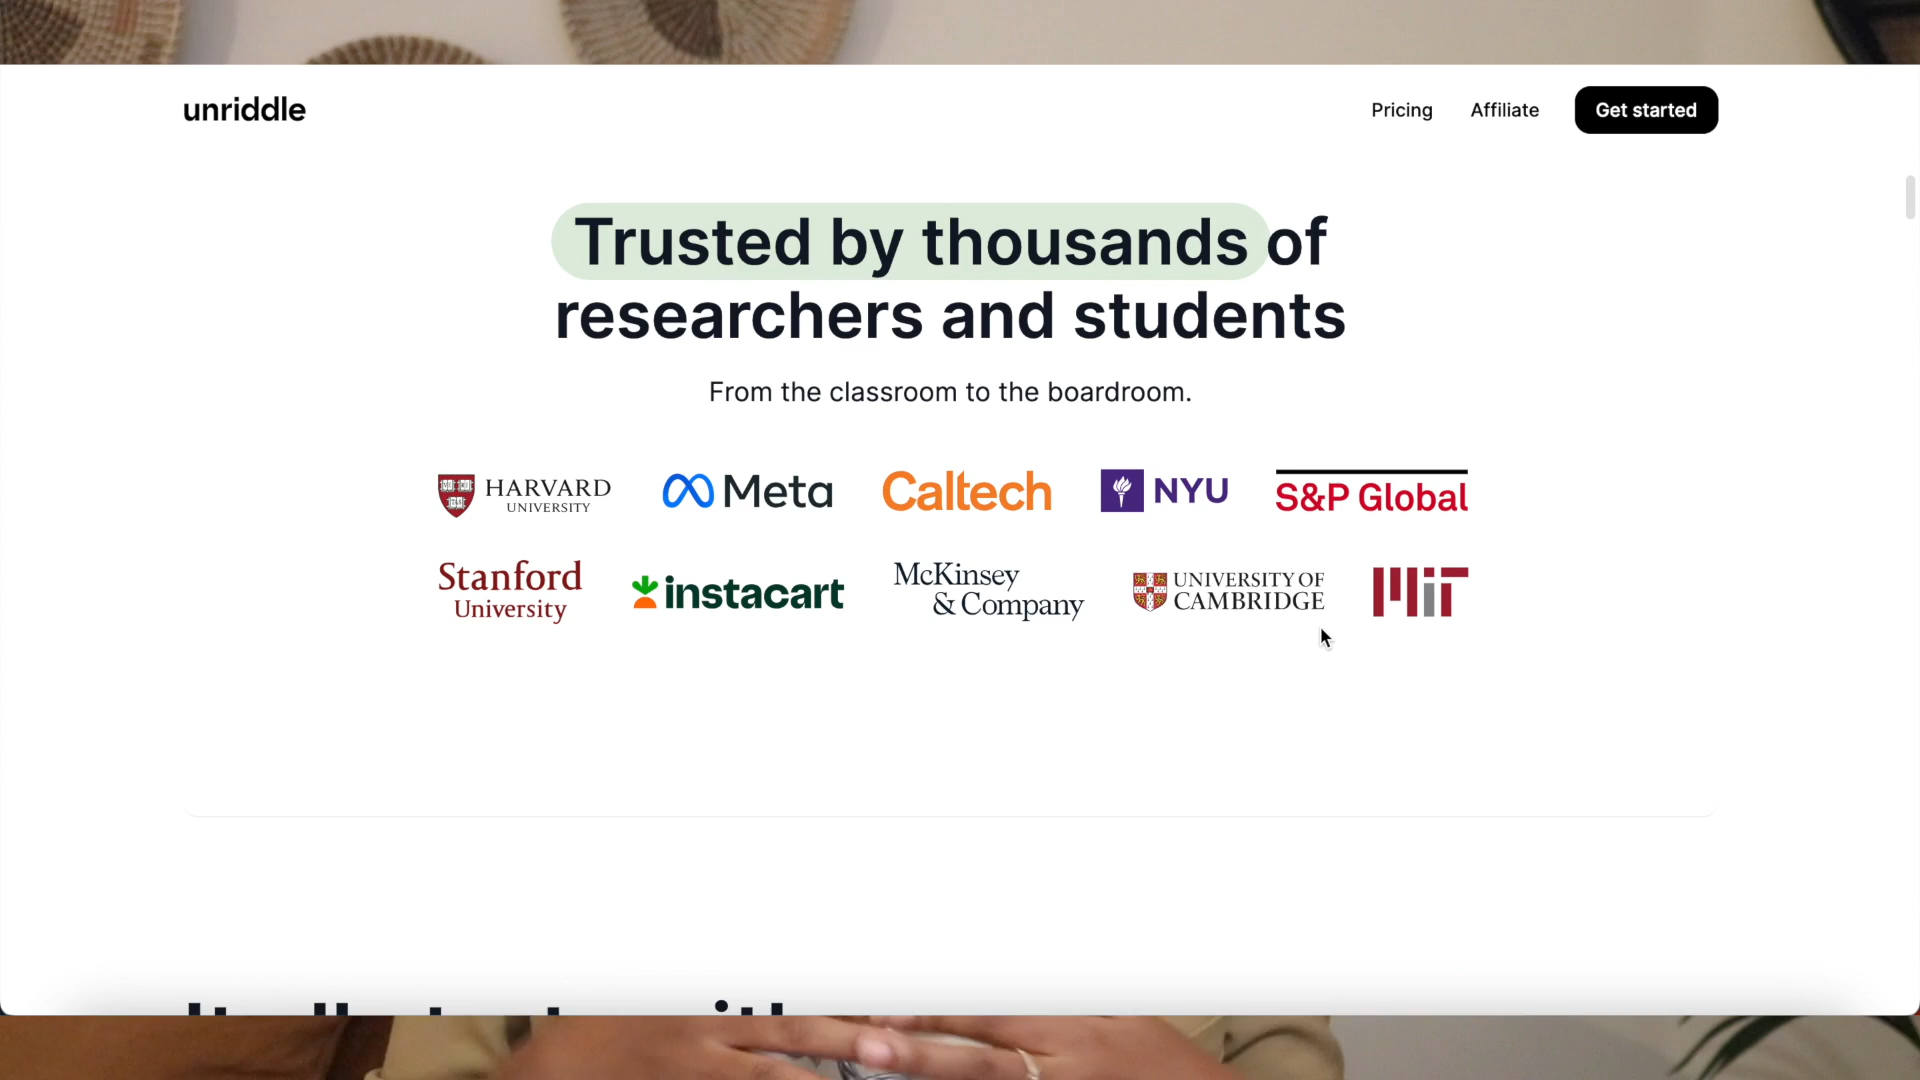 unriddle
Pricing
Affiliate
Get started
Trusted by thousands of
researchers and students
From the classroom to the boardroom.
HARVARD
UNIVERSITY
Meta
Caltech
NYU
S&P Global
Stanford
University
instacart
McKinsey
& Company
UNIVERSITY OF
CAMBRIDGE
MIT